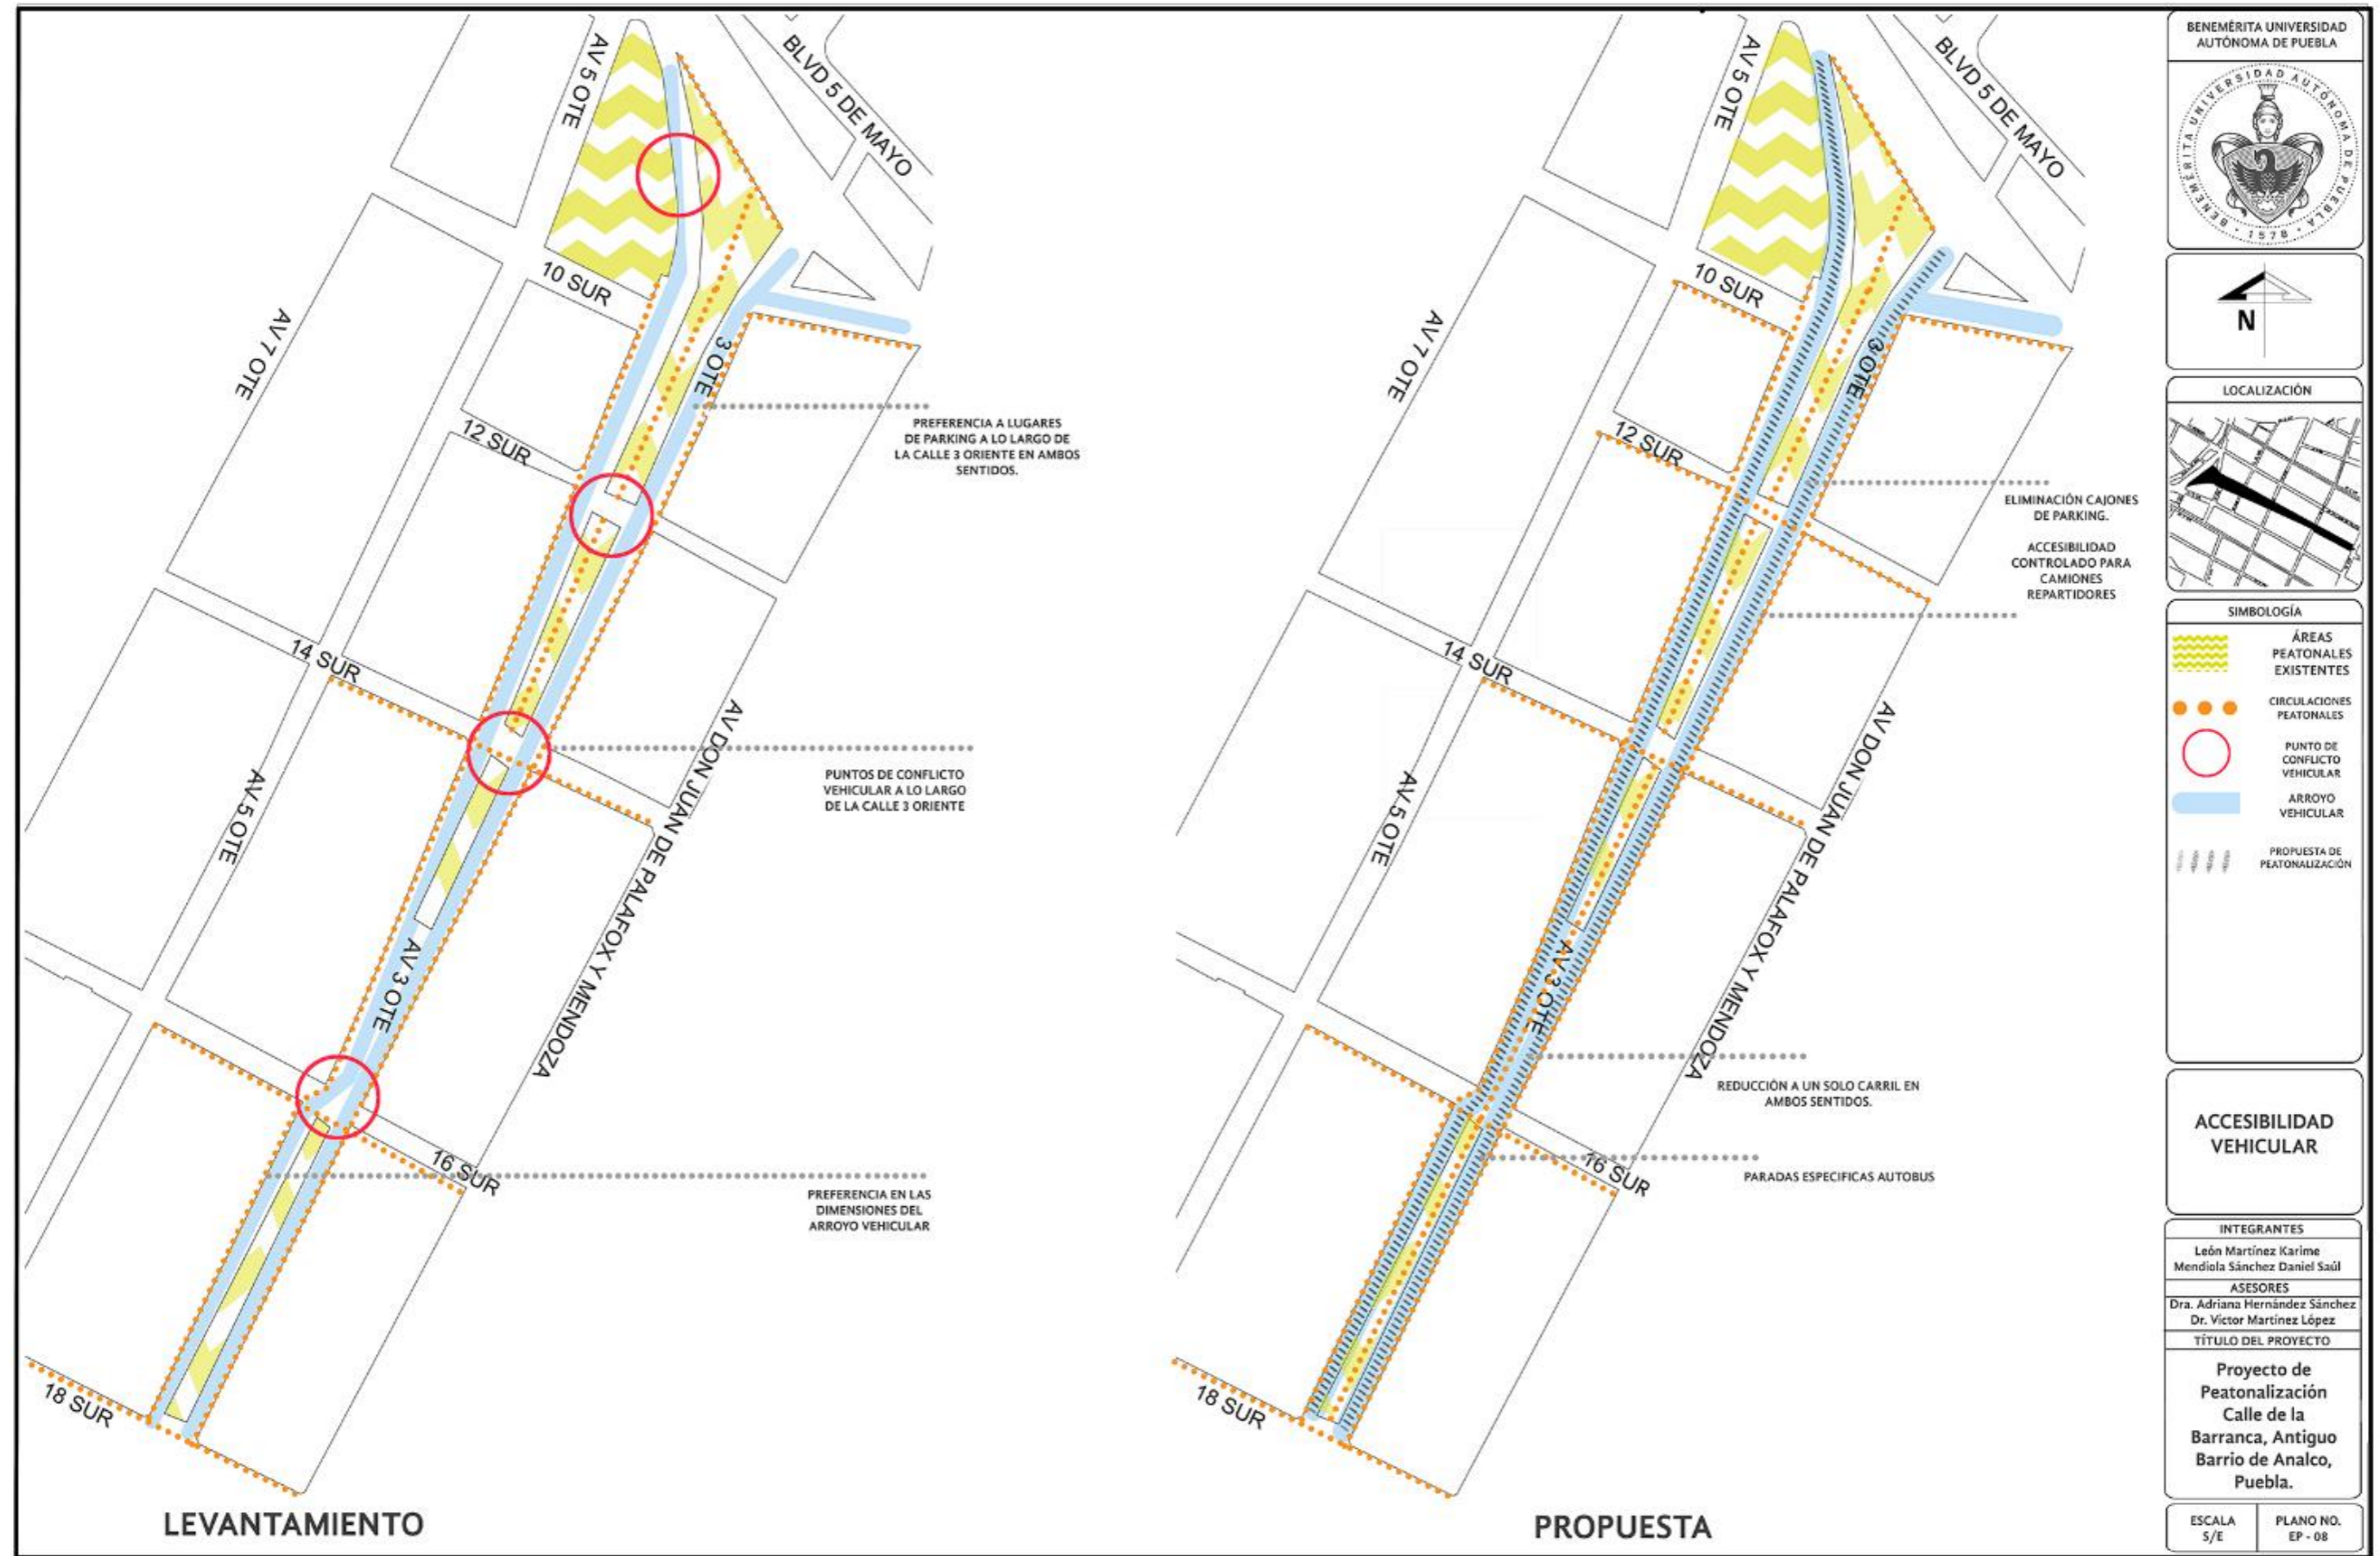 AV 5 OTE
BLVD 5 DE MAYO
10 SUR
AV 7 OTE
3 OTE
12 SUR
PREFERENCIA A LUGARES
DE PARKING A LO LARGO DE
LA CALLE 3 ORIENTE EN AMBOS
SENTIDOS.
14 SUR
AV DON JUAN DE PALAFOX Y MENDOZA
PUNTOS DE CONFLICTO
VEHICULAR A LO LARGO
DE LA CALLE 3 ORIENTE
AV 5 OTE
AV 3 OTE
16 SUR
PREFERENCIA EN LAS
DIMENSIONES DEL
ARROYO VEHICULAR
18 SUR
LEVANTAMIENTO
AV 5 OTE
BLVD 5 DE MAYO
10 SUR
AV 7 OTE
3 OTE
12 SUR
ELIMINACIÓN CAJONES
DE PARKING.
ACCESIBILIDAD
CONTROLADO PARA
CAMIONES
REPARTIDORES
14 SUR
AV DON JUAN DE PALAFOX Y MENDOZA
AV 5 OTE
AV 3 OTE
REDUCCIÓN A UN SOLO CARRIL EN
AMBOS SENTIDOS.
16 SUR
PARADAS ESPECIFICAS AUTOBUS
18 SUR
PROPUESTA
BENEMÉRITA UNIVERSIDAD
AUTÓNOMA DE PUEBLA
BENEMÉRITA UNIVERSIDAD AUTÓNOMA DE PUEBLA
1578
N
LOCALIZACIÓN
SIMBOLOGÍA
ÁREAS
PEATONALES
EXISTENTES
CIRCULACIONES
PEATONALES
PUNTO DE
CONFLICTO
VEHICULAR
ARROYO
VEHICULAR
PROPUESTA DE
PEATONALIZACIÓN
ACCESIBILIDAD
VEHICULAR
INTEGRANTES
León Martínez Karime
Mendiola Sánchez Daniel Saúl
ASESORES
Dra. Adriana Hernández Sánchez
Dr. Victor Martínez López
TÍTULO DEL PROYECTO
Proyecto de
Peatonalización
Calle de la
Barranca, Antiguo
Barrio de Analco,
Puebla.
ESCALA
S/E
PLANO NO.
EP - 08